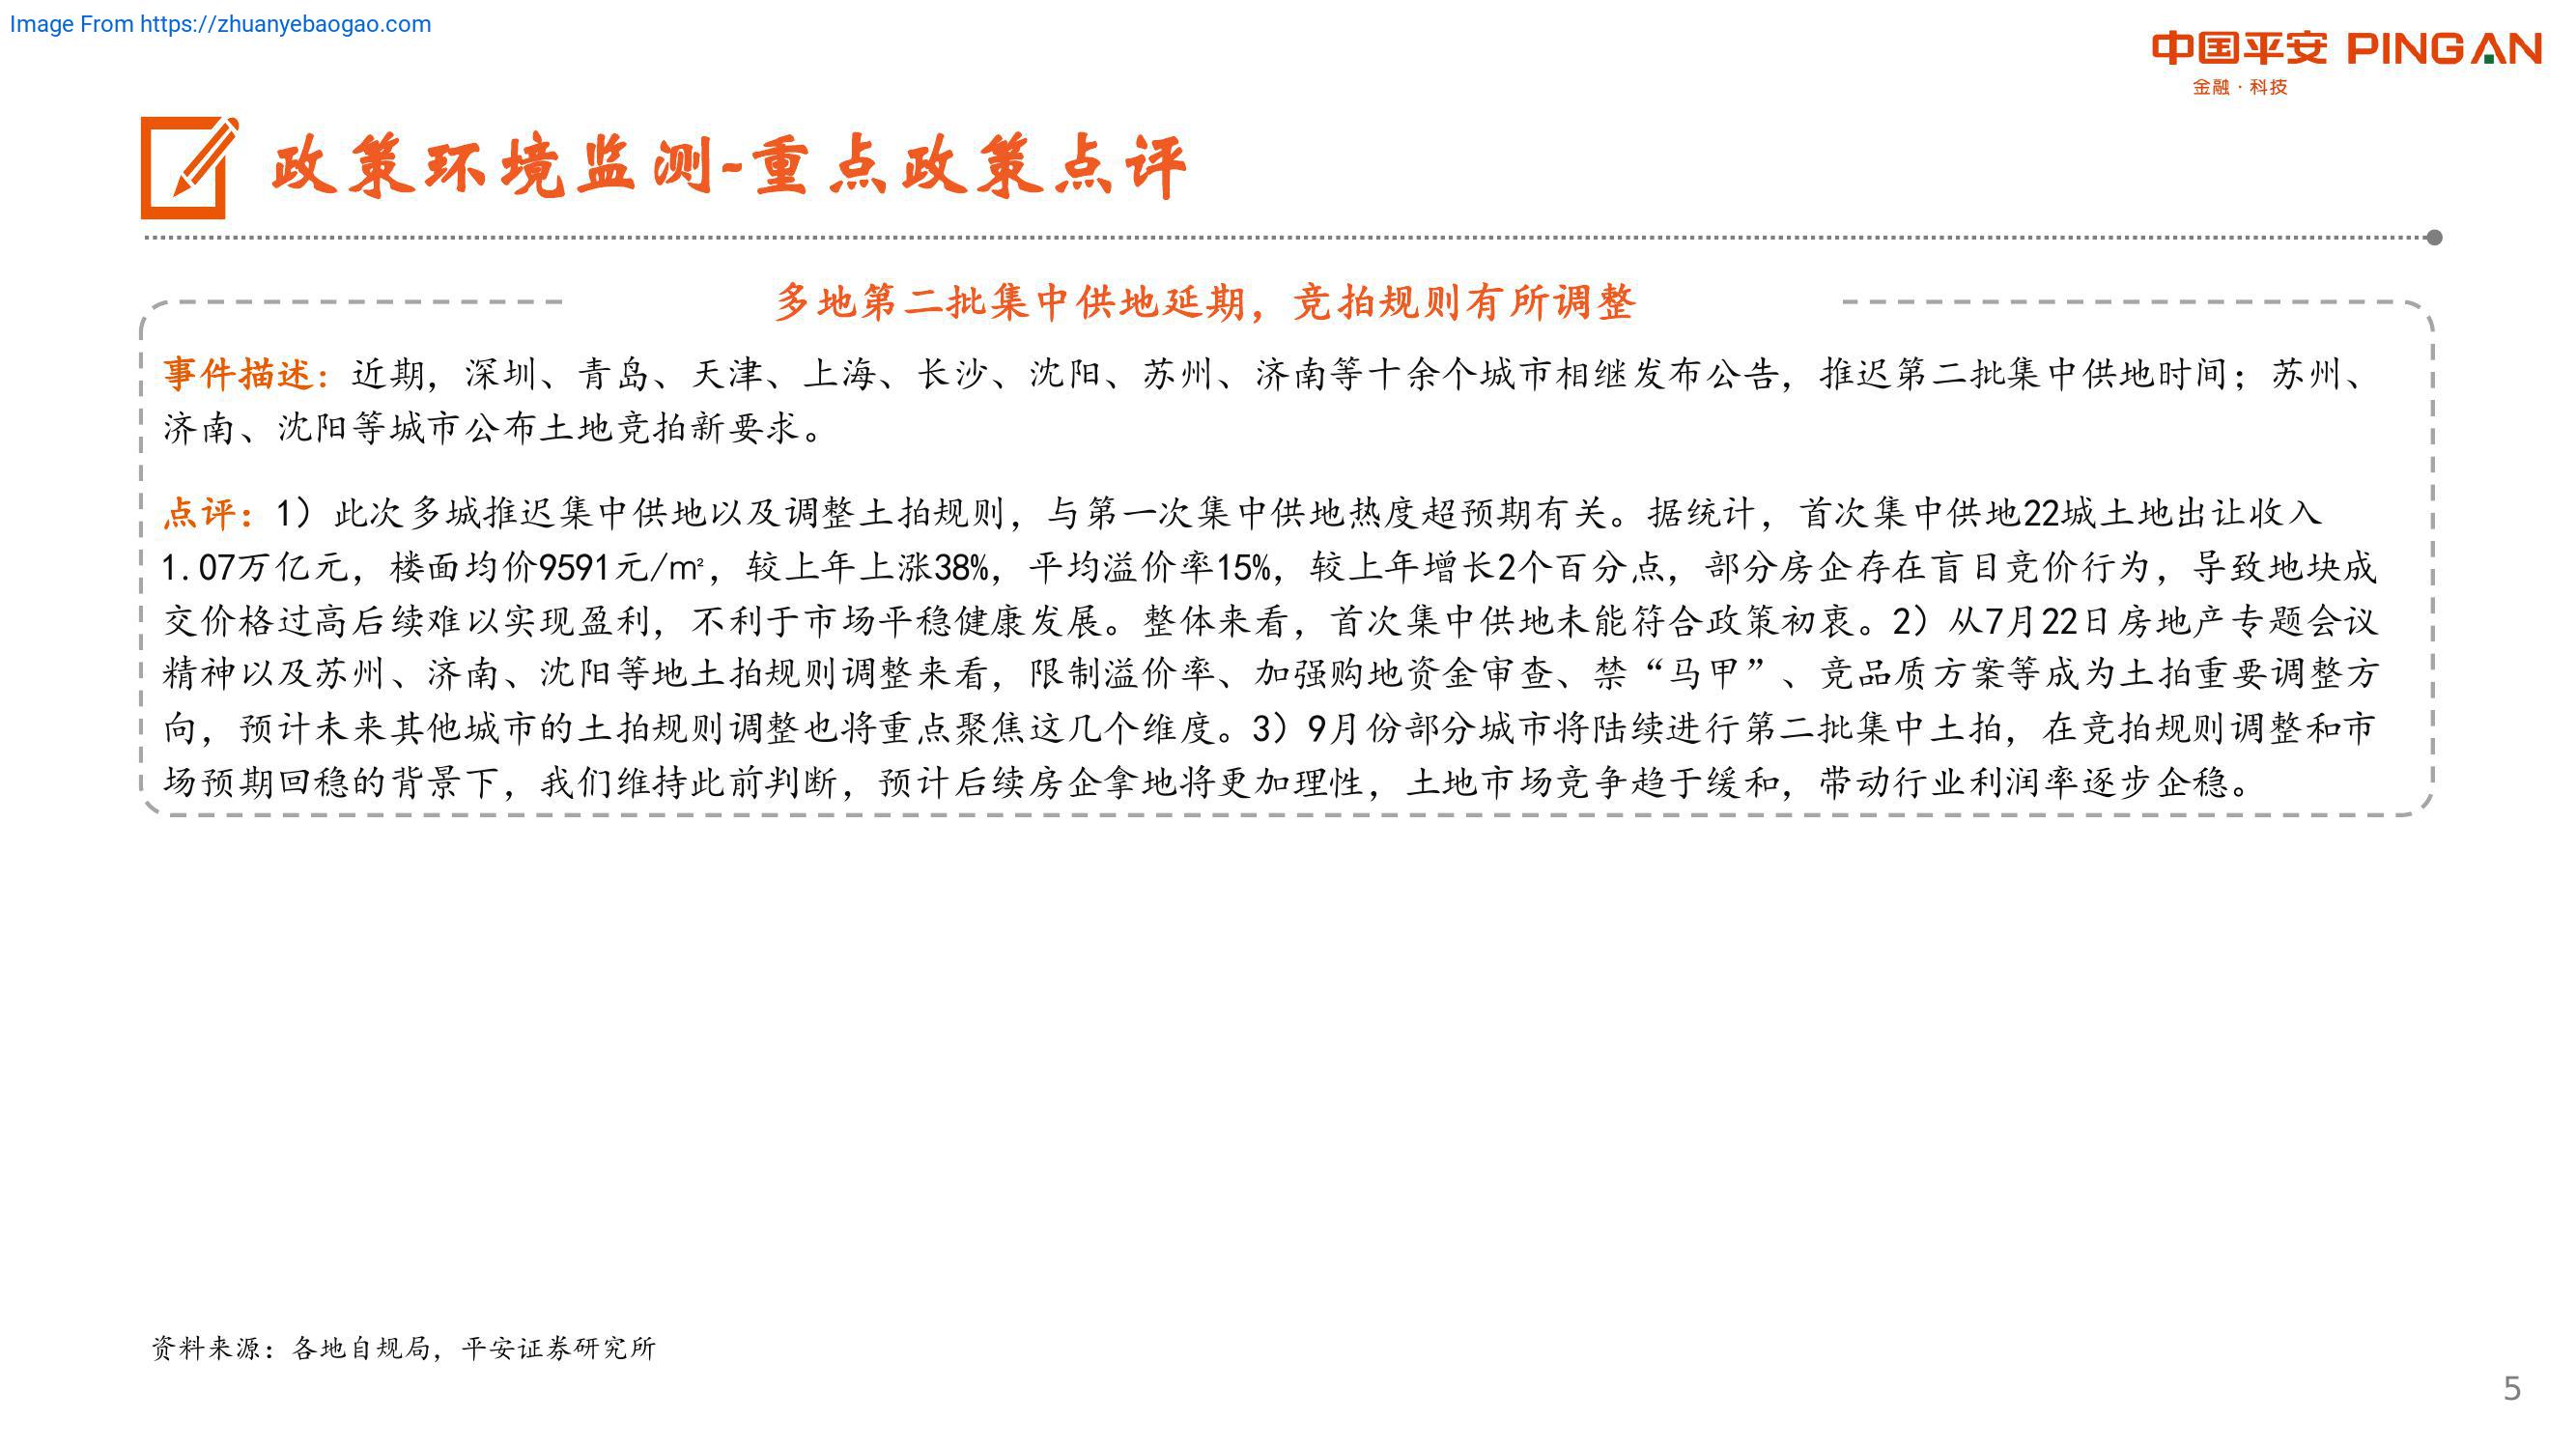 Image From https://zhuanyebaogao.com
中国平安 PINGAN
金融·科技
政策环境监测-重点政策点评
多地第二批集中供地延期，竞拍规则有所调整
事件描述：近期，深圳、青岛、天津、上海、长沙、沈阳、苏州、济南等十余个城市相继发布公告，推迟第二批集中供地时间；苏州、
济南、沈阳等城市公布土地竞拍新要求。
点评：1）此次多城推迟集中供地以及调整土拍规则，与第一次集中供地热度超预期有关。据统计，首次集中供地22城土地出让收入
1.07万亿元，楼面均价9591元/㎡，较上年上涨38%，平均溢价率15%，较上年增长2个百分点，部分房企存在盲目竞价行为，导致地块成
交价格过高后续难以实现盈利，不利于市场平稳健康发展。整体来看，首次集中供地未能符合政策初衷。2）从7月22日房地产专题会议
精神以及苏州、济南、沈阳等地土拍规则调整来看，限制溢价率、加强购地资金审查、禁“马甲”、竞品质方案等成为土拍重要调整方
向，预计未来其他城市的土拍规则调整也将重点聚焦这几个维度。3）9月份部分城市将陆续进行第二批集中土拍，在竞拍规则调整和市
场预期回稳的背景下，我们维持此前判断，预计后续房企拿地将更加理性，土地市场竞争趋于缓和，带动行业利润率逐步企稳。
资料来源：各地自规局，平安证券研究所
5